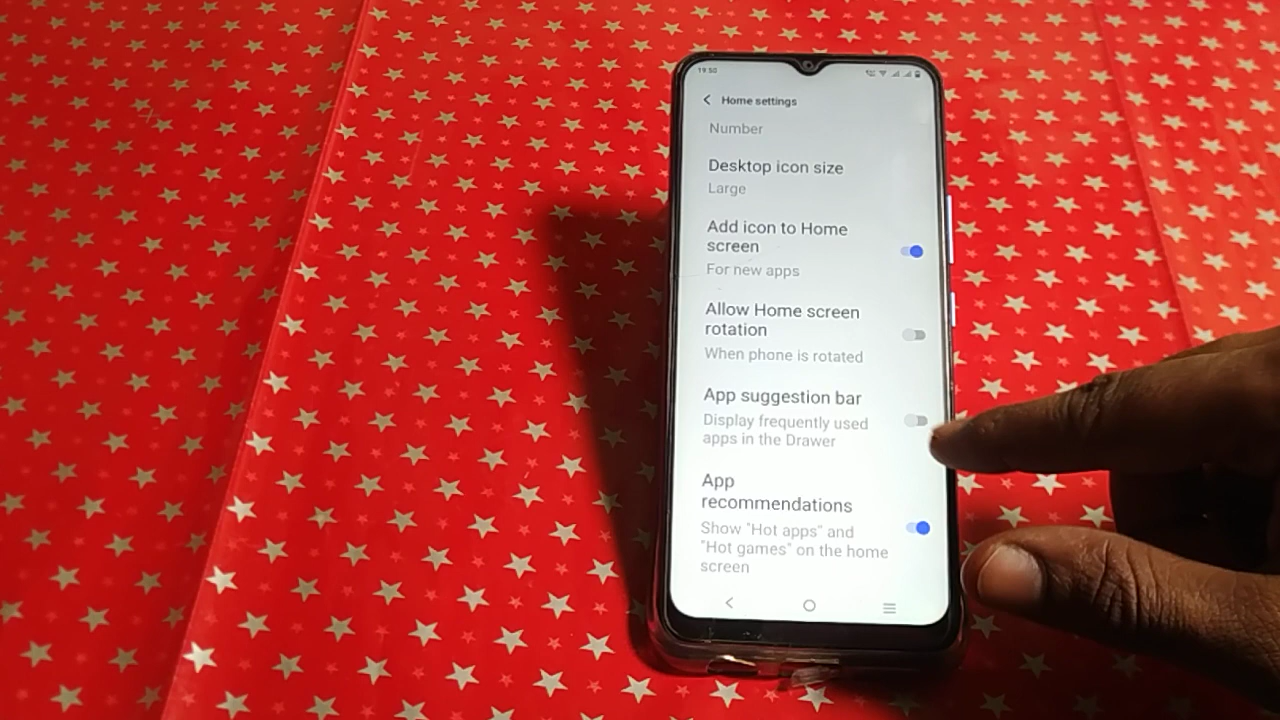 19:50
Home settings
Number
Desktop icon size
Large
Add icon to Home
screen
For new apps
Allow Home screen
rotation
When phone is rotated
App suggestion bar
Display frequently used
apps in the Drawer
App
recommendations
Show "Hot apps" and
"Hot games" on the home
screen